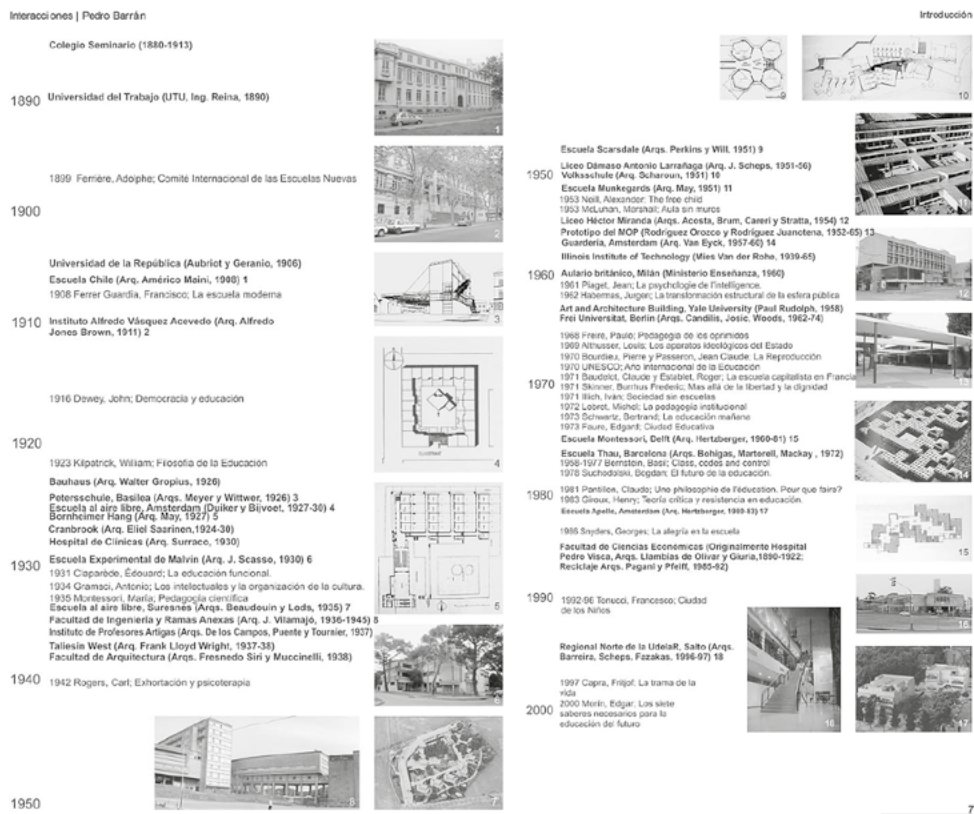 Interacciones | Pedro Barrán
Introducción
Colegio Seminario (1880-1913)
1890
Universidad del Trabajo (UTU, Ing. Reina, 1890)
1
1899 Ferrière, Adolphe; Comité Internacional de las Escuelas Nuevas
1900
2
Universidad de la República (Aubriot y Geranio, 1906)
Escuela Chile (Arq. Américo Maini, 1908) 1
1908 Ferrer Guardia, Francisco; La escuela moderna
3
1910
Instituto Alfredo Vásquez Acevedo (Arq. Alfredo
Jones Brown, 1911) 2
1916 Dewey, John; Democracia y educación
1920
1923 Kilpatrick, William; Filosofía de la Educación
4
Bauhaus (Arq. Walter Gropius, 1926)
Petersschule, Basilea (Arqs. Meyer y Wittwer, 1926) 3
Escuela al aire libre, Amsterdam (Duiker y Bijvoet, 1927-30) 4
Bornheimer Hang (Arq. May, 1927) 5
Cranbrook (Arq. Eliel Saarinen,1924-30)
Hospital de Clínicas (Arq. Surraco, 1930)
1930
Escuela Experimental de Malvín (Arq. J. Scasso, 1930) 6
1931 Claparède, Édouard; La educación funcional.
1934 Gramsci, Antonio; Los intelectuales y la organización de la cultura.
1935 Montessori, María; Pedagogía científica
5
Escuela al aire libre, Suresnes (Arqs. Beaudouin y Lods, 1935) 7
Facultad de Ingeniería y Ramas Anexas (Arq. J. Vilamajó, 1936-1945) 8
Instituto de Profesores Artigas (Arqs. De los Campos, Puente y Tournier, 1937)
Taliesin West (Arq. Frank Lloyd Wright, 1937-38)
Facultad de Arquitectura (Arqs. Fresnedo Siri y Muccinelli, 1938)
1940
1942 Rogers, Carl; Exhortación y psicoterapia
6
8
7
1950
9
10
Escuela Scarsdale (Arqs. Perkins y Will, 1951) 9
Liceo Dámaso Antonio Larrañaga (Arq. J. Scheps, 1951-56)
1950
Volksschule (Arq. Scharoun, 1951) 10
Escuela Munkegards (Arq. May, 1951) 11
1953 Neill, Alexander; The free child
1953 McLuhan, Marshall; Aula sin muros
11
Liceo Héctor Miranda (Arqs. Acosta, Brum, Careri y Stratta, 1954) 12
Prototipo del MOP (Rodríguez Orozco y Rodríguez Juanotena, 1952-65) 13
Guardería, Amsterdam (Arq. Van Eyck, 1957-60) 14
Illinois Institute of Technology (Mies Van der Rohe, 1939-65)
1960
Aulario británico, Milán (Ministerio Enseñanza, 1960)
1961 Piaget, Jean; La psychologie de l'intelligence.
1962 Habermas, Jurgen; La transformación estructural de la esfera pública
12
Art and Architecture Building, Yale University (Paul Rudolph, 1958)
Frei Universitat, Berlin (Arqs. Candilis, Josic, Woods, 1962-74)
1968 Freire, Paulo; Pedagogía de los oprimidos
1969 Althusser, Louis; Los aparatos ideológicos del Estado
1970 Bourdieu, Pierre y Passeron, Jean Claude; La Reproducción
1970 UNESCO; Año Internacional de la Educación
1970
1971 Baudelot, Claude y Establet, Roger; La escuela capitalista en Francia
13
1971 Skinner, Burrhus Frederic; Mas allá de la libertad y la dignidad
1971 Illich, Iván; Sociedad sin escuelas
1972 Lobrot, Michel; La pedagogía institucional
1973 Schwartz, Bertrand; La educación mañana
1973 Faure, Edgard; Ciudad Educativa
Escuela Montessori, Delft (Arq. Hertzberger, 1960-81) 15
Escuela Thau, Barcelona (Arqs. Bohigas, Martorell, Mackay , 1972)
1958-1977 Bernstein, Basil; Class, codes and control
1978 Suchodolski, Bogdan; El futuro de la educación.
14
1980
1981 Pantillon, Claude; Une philosophie de l'éducation. Pour que faire?
1983 Giroux, Henry; Teoría crítica y resistencia en educación.
Escuela Apollo, Amsterdam (Arq. Hertzberger, 1980-83) 17
1986 Snyders, Georges; La alegría en la escuela
15
Facultad de Ciencias Económicas (Originalmente Hospital
Pedro Visca, Arqs. Llambías de Olivar y Giuria,1890-1922;
Reciclaje Arqs. Pagani y Pfeiff, 1985-92)
1990
1992-96 Tonucci, Francesco; Ciudad
de los Niños
16
Regional Norte de la UdelaR, Salto (Arqs.
Barreira, Scheps, Fazakas, 1996-97) 18
1997 Capra, Fritjof; La trama de la
vida
2000
2000 Morin, Edgar; Los siete
saberes necesarios para la
educación del futuro
17
7